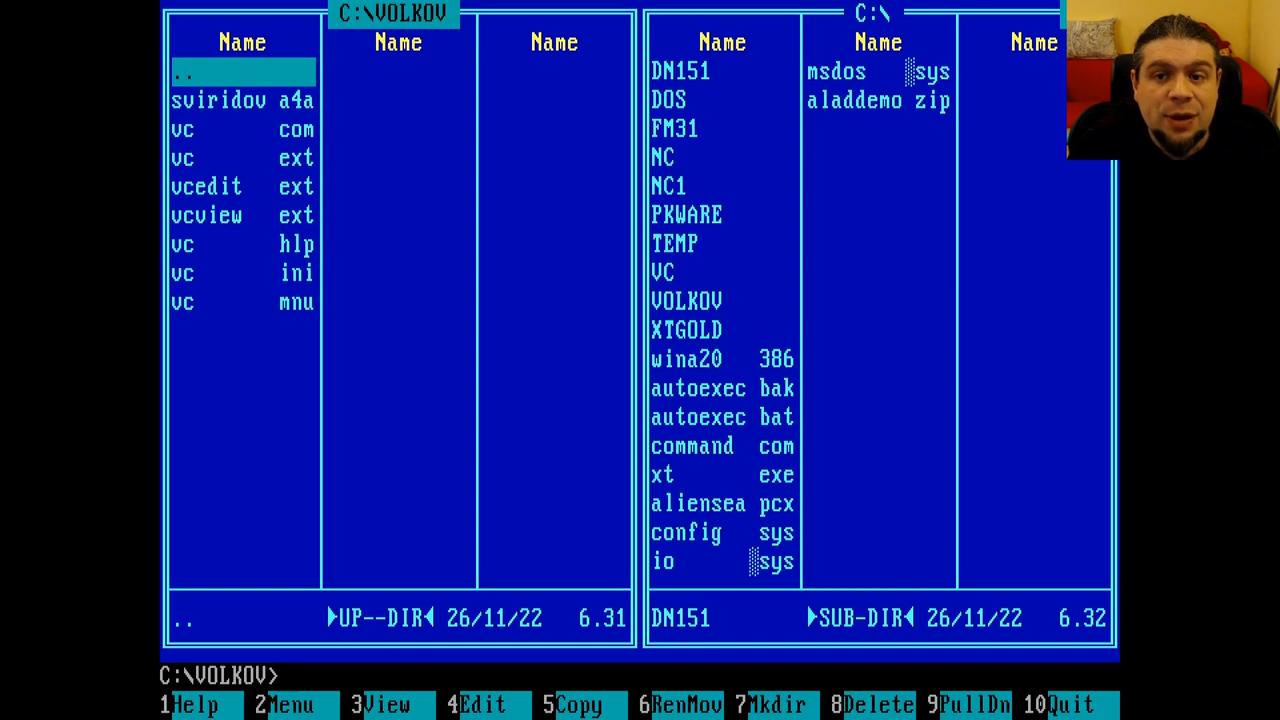 C:\VOLKOV
Name Name Name
..
sviridov a4a
vc com
vc ext
vcedit ext
vcview ext
vc hlp
vc ini
vc mnu
.. ►UP--DIR◄ 26/11/22 6.31
C:\
Name Name Name
DN151 msdos ░sys
DOS aladdemo zip
FM31
NC
NC1
PKWARE
TEMP
VC
VOLKOV
XTGOLD
wina20 386
autoexec bak
autoexec bat
command com
xt exe
aliensea pcx
config sys
io ░sys
DN151 ►SUB-DIR◄ 26/11/22 6.32
C:\VOLKOV>
1Help 2Menu 3View 4Edit 5Copy 6RenMov 7Mkdir 8Delete 9PullDn 10Quit